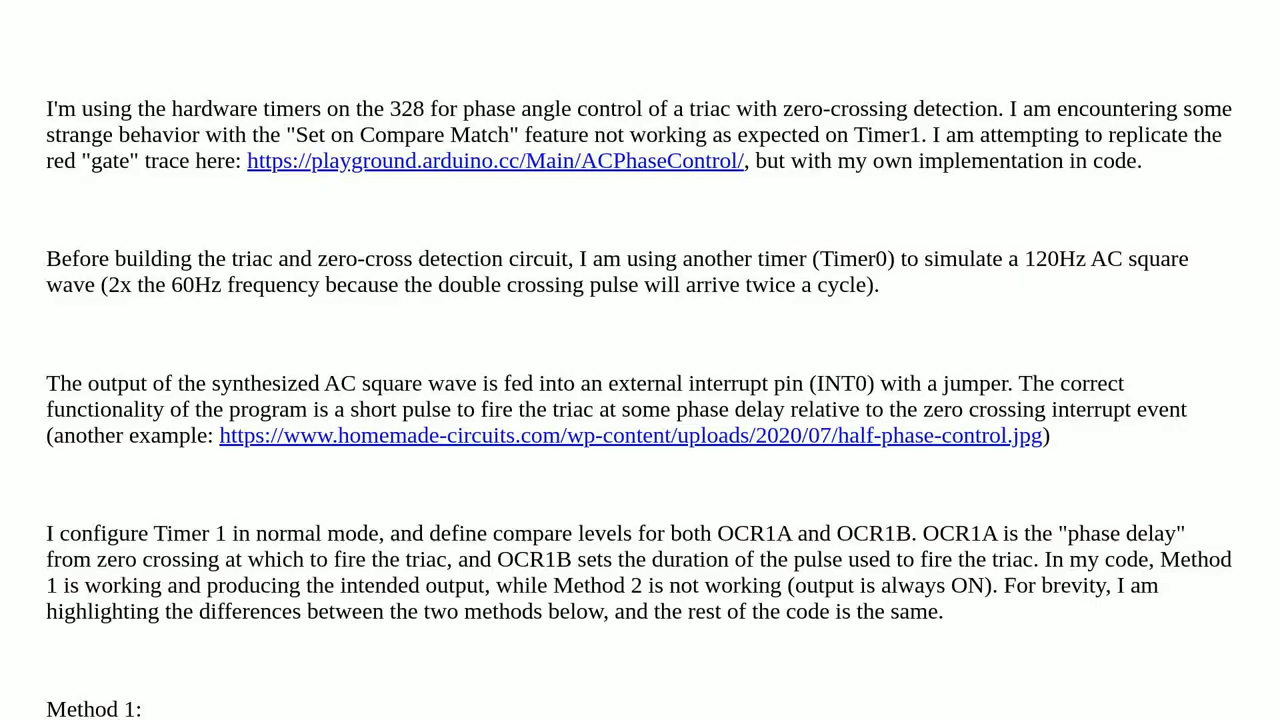 I'm using the hardware timers on the 328 for phase angle control of a triac with zero-crossing detection. I am encountering some
strange behavior with the "Set on Compare Match" feature not working as expected on Timer1. I am attempting to replicate the
red "gate" trace here: https://playground.arduino.cc/Main/ACPhaseControl/, but with my own implementation in code.
Before building the triac and zero-cross detection circuit, I am using another timer (Timer0) to simulate a 120Hz AC square
wave (2x the 60Hz frequency because the double crossing pulse will arrive twice a cycle).
The output of the synthesized AC square wave is fed into an external interrupt pin (INT0) with a jumper. The correct
functionality of the program is a short pulse to fire the triac at some phase delay relative to the zero crossing interrupt event
(another example: https://www.homemade-circuits.com/wp-content/uploads/2020/07/half-phase-control.jpg)
I configure Timer 1 in normal mode, and define compare levels for both OCR1A and OCR1B. OCR1A is the "phase delay"
from zero crossing at which to fire the triac, and OCR1B sets the duration of the pulse used to fire the triac. In my code, Method
1 is working and producing the intended output, while Method 2 is not working (output is always ON). For brevity, I am
highlighting the differences between the two methods below, and the rest of the code is the same.
Method 1: